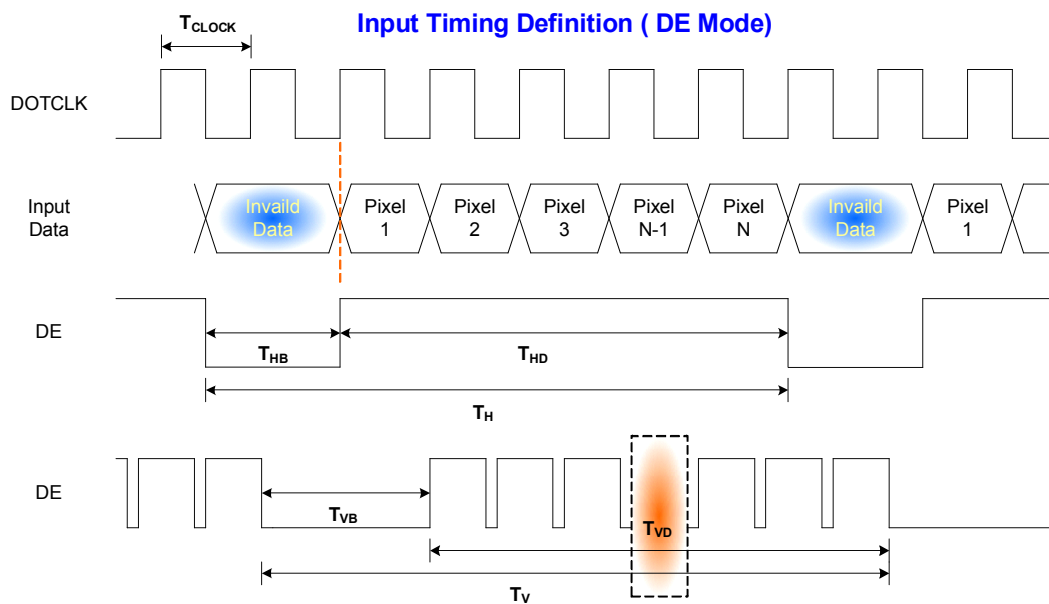 Input Timing Definition ( DE Mode)
TCLOCK
DOTCLK
Input
Data
Invaild
Data
Pixel
1
Pixel
2
Pixel
3
Pixel
N-1
Pixel
N
Invaild
Data
Pixel
1
DE
THB
THD
TH
DE
TVB
TVD
TV